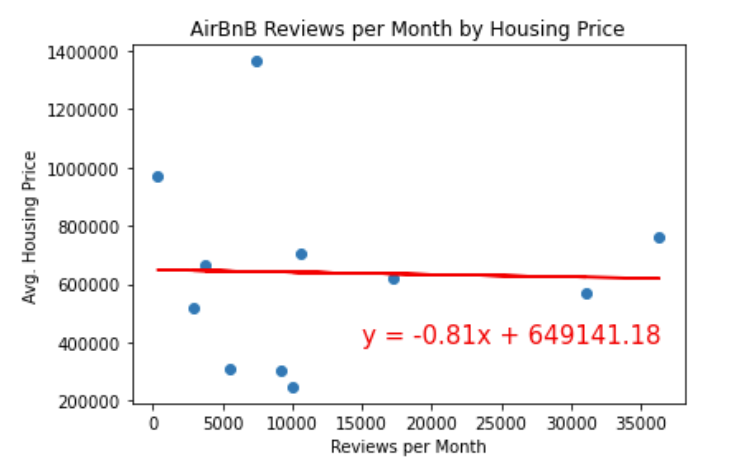 AirBnB Reviews per Month by Housing Price
Avg. Housing Price
1400000
1200000
1000000
800000
600000
400000
200000
y = -0.81x + 649141.18
0 5000 10000 15000 20000 25000 30000 35000
Reviews per Month